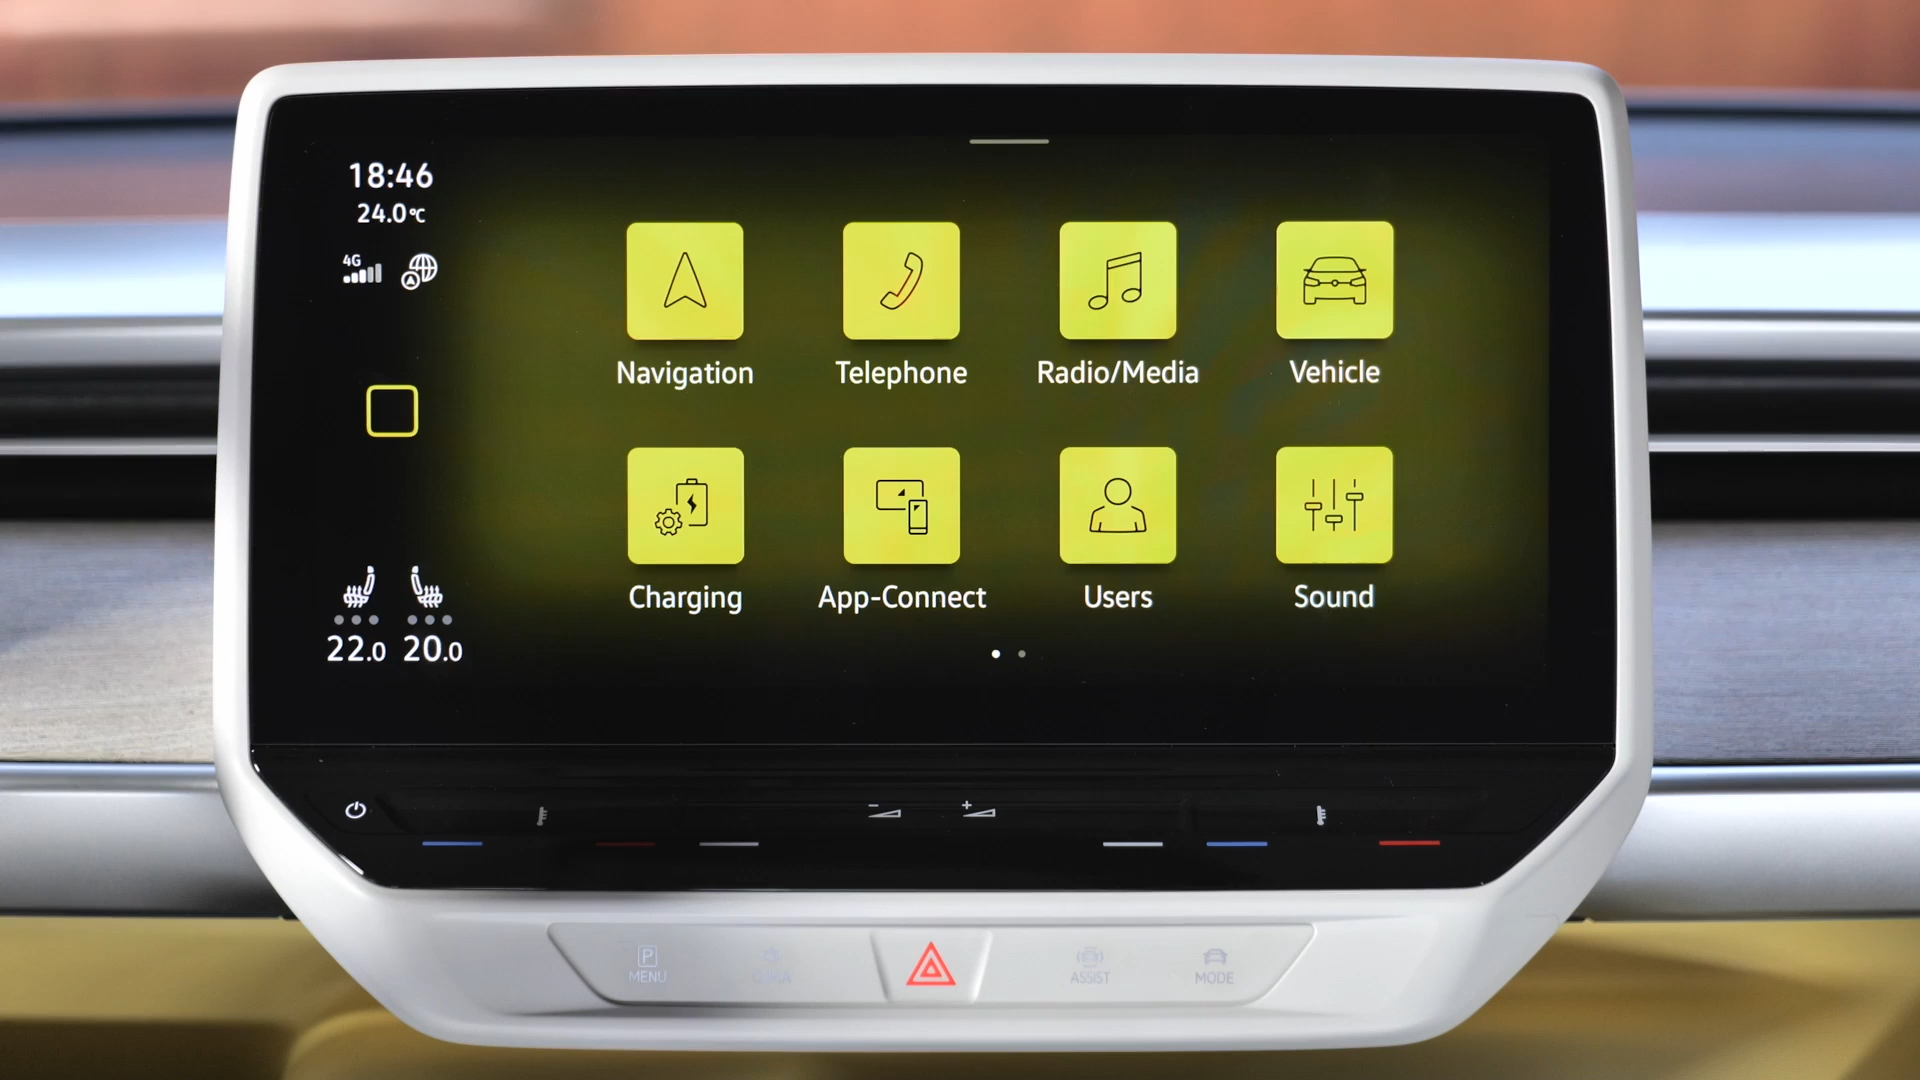 18:46
24.0°C
4G
A
Navigation
Telephone
Radio/Media
Vehicle
Charging
App-Connect
Users
Sound
22.0 20.0
- +
P
MENU
ASSIST
MODE